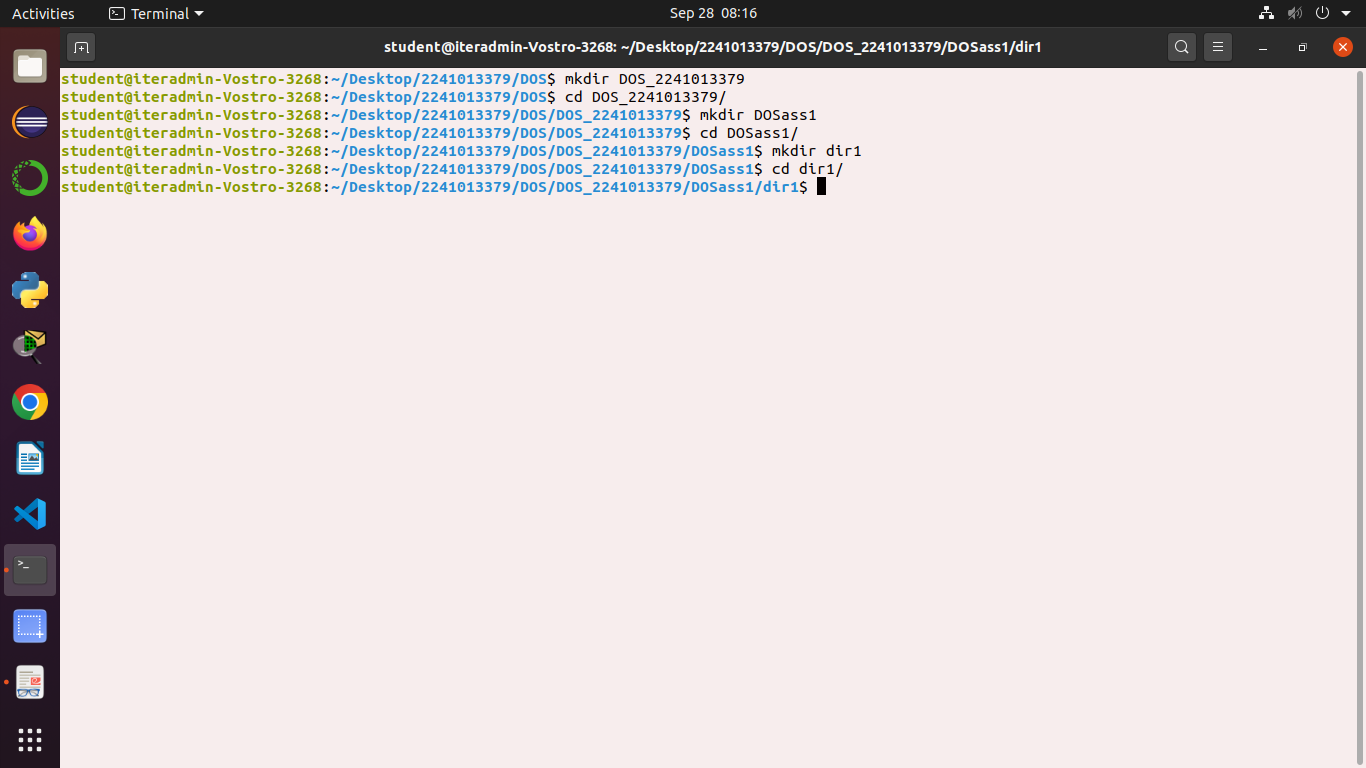 Activities Terminal Sep 28 08:16
student@iteradmin-Vostro-3268: ~/Desktop/2241013379/DOS/DOS_2241013379/DOSass1/dir1
student@iteradmin-Vostro-3268:~/Desktop/2241013379/DOS$ mkdir DOS_2241013379
student@iteradmin-Vostro-3268:~/Desktop/2241013379/DOS$ cd DOS_2241013379/
student@iteradmin-Vostro-3268:~/Desktop/2241013379/DOS/DOS_2241013379$ mkdir DOSass1
student@iteradmin-Vostro-3268:~/Desktop/2241013379/DOS/DOS_2241013379$ cd DOSass1/
student@iteradmin-Vostro-3268:~/Desktop/2241013379/DOS/DOS_2241013379/DOSass1$ mkdir dir1
student@iteradmin-Vostro-3268:~/Desktop/2241013379/DOS/DOS_2241013379/DOSass1$ cd dir1/
student@iteradmin-Vostro-3268:~/Desktop/2241013379/DOS/DOS_2241013379/DOSass1/dir1$